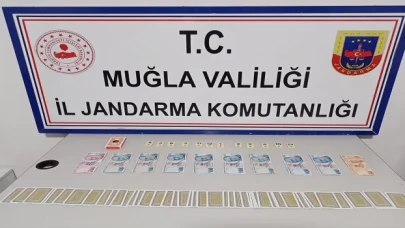 T.C.
MUĞLA VALİLİĞİ
İL JANDARMA KOMUTANLIĞI